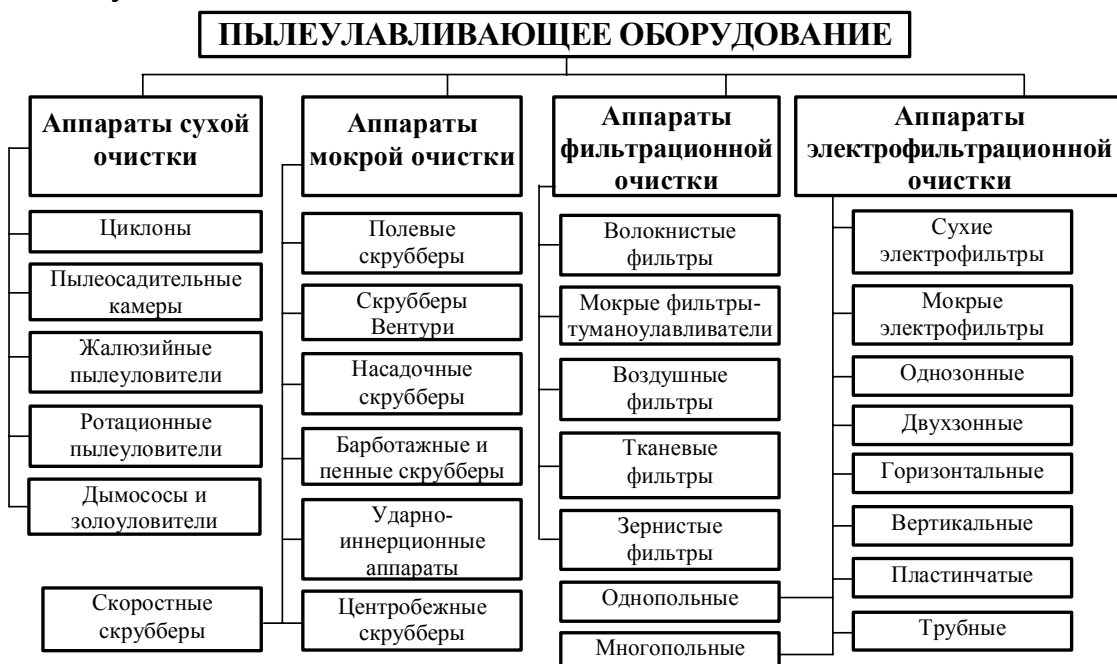 ПЫЛЕУЛАВЛИВАЮЩЕЕ ОБОРУДОВАНИЕ
Аппараты сухой
очистки
Циклоны
Пылеосадительные
камеры
Жалюзийные
пылеуловители
Ротационные
пылеуловители
Дымососы и
золоуловители
Аппараты
мокрой очистки
Полевые
скрубберы
Скрубберы
Вентури
Насадочные
скрубберы
Барботажные и
пенные скрубберы
Ударно-
иннерционные
аппараты
Центробежные
скрубберы
Скоростные
скрубберы
Аппараты
фильтрационной
очистки
Волокнистые
фильтры
Мокрые фильтры-
туманоулавливатели
Воздушные
фильтры
Тканевые
фильтры
Зернистые
фильтры
Аппараты
электрофильтрационной
очистки
Сухие
электрофильтры
Мокрые
электрофильтры
Однозонные
Двухзонные
Горизонтальные
Вертикальные
Пластинчатые
Трубные
Однопольные
Многопольные